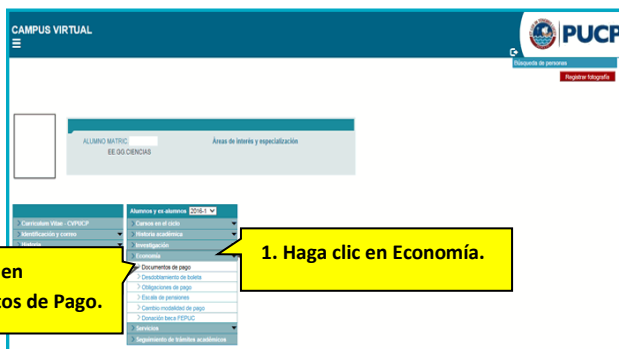 CAMPUS VIRTUAL
PUCP
Búsqueda de personas
Registrar fotografía
ALUMNO MATRIC
Áreas de interés y especialización
EE.GG CIENCIAS
Alumnos y ex-alumnos 2016-1
Curriculum Vitae - CVPUCP
Identificación y correo
Historia
Cursos en el ciclo
Historia académica
Investigación
Economía
Documentos de pago
Desdoblamiento de boleta
Obligaciones de pago
Escala de pensiones
Cambio modalidad de pago
Donación beca FEPUC
Servicios
Seguimiento de trámites académicos
1. Haga clic en Economía.
en
tos de Pago.